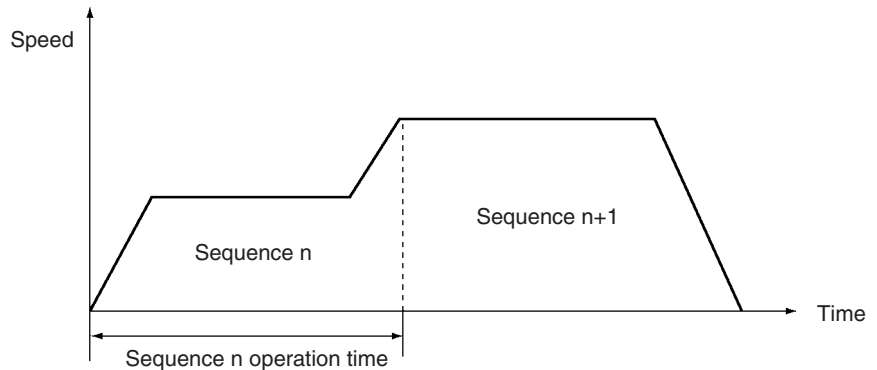 Speed
Sequence n+1
Sequence n
Time
Sequence n operation time